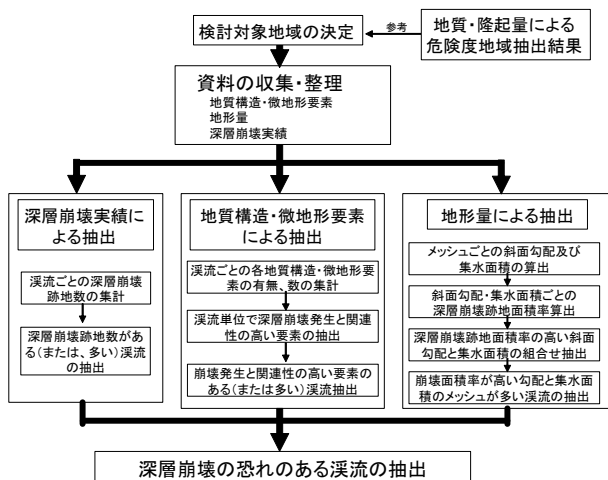 検討対象地域の決定
参考
地質・隆起量による
危険度地域抽出結果
資料の収集・整理
地質構造・微地形要素
地形量
深層崩壊実績
深層崩壊実績に
よる抽出
渓流ごとの深層崩壊
跡地数の集計
深層崩壊跡地数があ
る(または、多い)渓流
の抽出
地質構造・微地形要素
による抽出
渓流ごとの各地質構造・微地形要
素の有無、数の集計
渓流単位で深層崩壊発生と関連
性の高い要素の抽出
崩壊発生と関連性の高い要素の
ある(または多い)渓流抽出
地形量による抽出
メッシュごとの斜面勾配及び
集水面積の算出
斜面勾配・集水面積ごとの
深層崩壊跡地面積率算出
深層崩壊跡地面積率の高い斜面
勾配と集水面積の組合せ抽出
崩壊面積率が高い勾配と集水面
積のメッシュが多い渓流の抽出
深層崩壊の恐れのある渓流の抽出